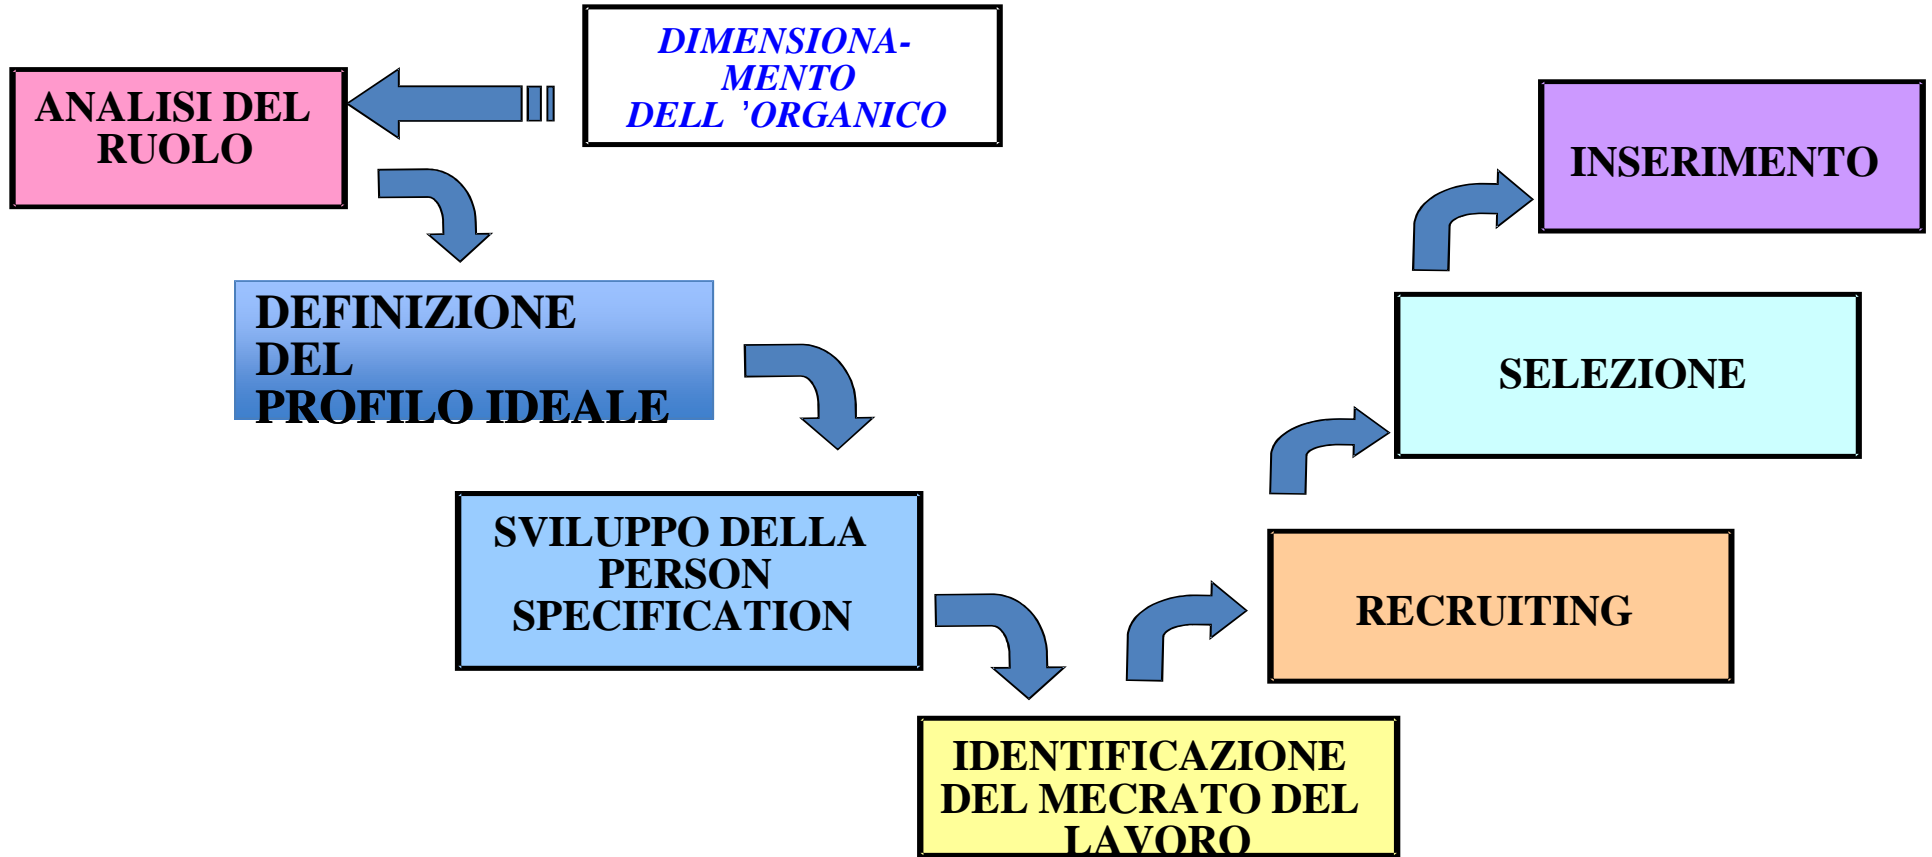 DIMENSIONA-
MENTO
DELL 'ORGANICO
ANALISI DEL
RUOLO
DEFINIZIONE
DEL
PROFILO IDEALE
SVILUPPO DELLA
PERSON
SPECIFICATION
IDENTIFICAZIONE
DEL MECRATO DEL
LAVORO
RECRUITING
SELEZIONE
INSERIMENTO